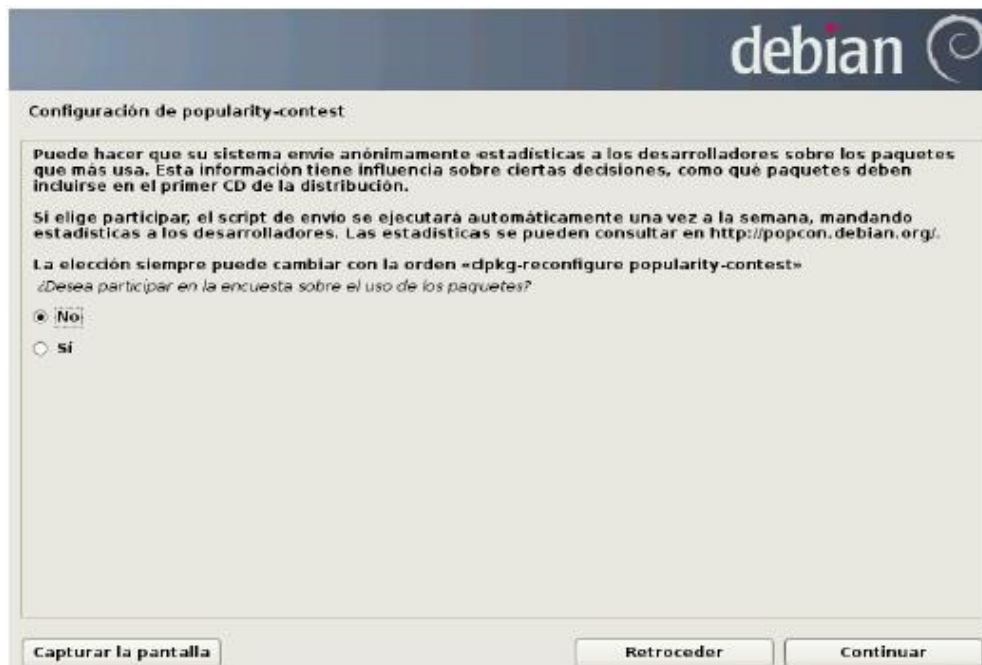 debian
Configuración de popularity-contest
Puede hacer que su sistema envíe anónimamente estadísticas a los desarrolladores sobre los paquetes
que más usa. Esta información tiene influencia sobre ciertas decisiones, como qué paquetes deben
incluirse en el primer CD de la distribución.
Si elige participar, el script de envío se ejecutará automáticamente una vez a la semana, mandando
estadísticas a los desarrolladores. Las estadísticas se pueden consultar en http://popcon.debian.org/.
La elección siempre puede cambiar con la orden «dpkg-reconfigure popularity-contest»
¿Desea participar en la encuesta sobre el uso de los paquetes?
No
Sí
Capturar la pantalla
Retroceder
Continuar